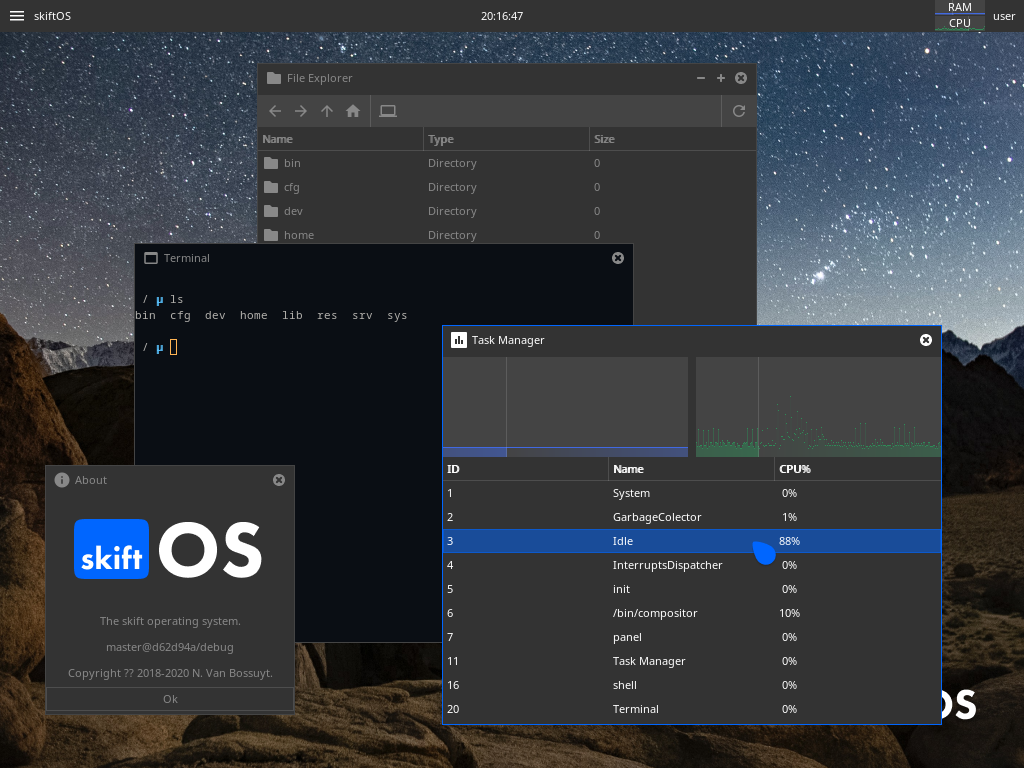 skiftOS 20:16:47 RAM CPU user
File Explorer
Name Type Size
bin Directory 0
cfg Directory 0
dev Directory 0
home Directory 0
Terminal
/ µ ls
bin cfg dev home lib res srv sys
/ µ
Task Manager
ID Name CPU%
1 System 0%
2 GarbageColector 1%
3 Idle 88%
4 InterruptsDispatcher 0%
5 init 0%
6 /bin/compositor 10%
7 panel 0%
11 Task Manager 0%
16 shell 0%
20 Terminal 0%
About
skift OS
The skift operating system.
master@d62d94a/debug
Copyright ?? 2018-2020 N. Van Bossuyt.
Ok
OS